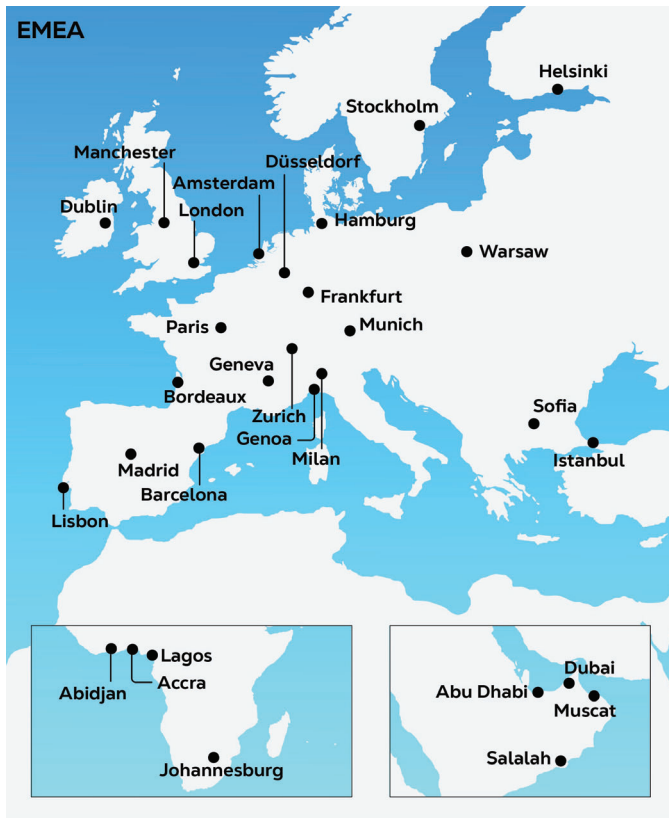 EMEA
Helsinki
Stockholm
Manchester
Düsseldorf
Amsterdam
Dublin
London
Hamburg
Warsaw
Frankfurt
Paris
Munich
Geneva
Bordeaux
Zurich
Sofia
Genoa
Milan
Istanbul
Madrid
Barcelona
Lisbon
Lagos
Accra
Abidjan
Johannesburg
Dubai
Abu Dhabi
Muscat
Salalah